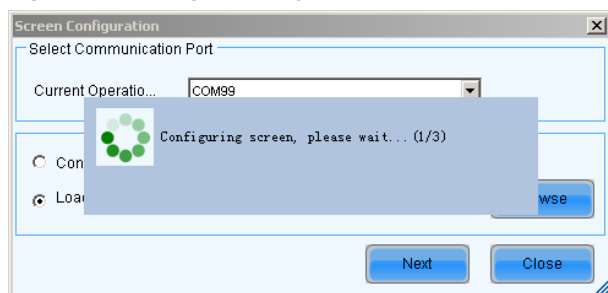 Screen Configuration
Select Communication Port
Current Operatio...
COM99
Configuring screen, please wait...(1/3)
Con
Loa
wse
Next
Close